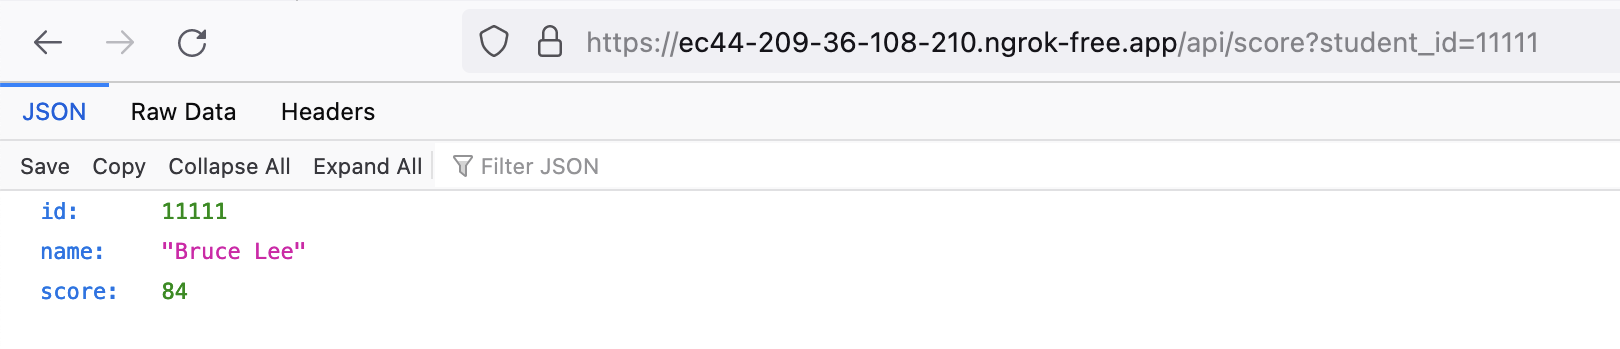 https://ec44-209-36-108-210.ngrok-free.app/api/score?student_id=11111
JSON Raw Data Headers
Save Copy Collapse All Expand All Filter JSON
id: 11111
name: "Bruce Lee"
score: 84